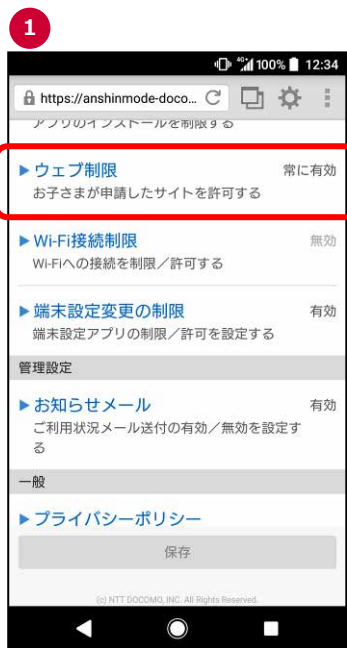 1
4G 100% 12:34
https://anshinmode-doco...
アプリのインストールを制限する
▶ウェブ制限 常に有効
お子さまが申請したサイトを許可する
▶Wi-Fi接続制限 無効
Wi-Fiへの接続を制限／許可する
▶端末設定変更の制限 有効
端末設定アプリの制限／許可を設定する
管理設定
▶お知らせメール 有効
ご利用状況メール送付の有効／無効を設定す
る
一般
▶プライバシーポリシー
保存
(c) NTT DOCOMO, INC. All Rights Reserved.